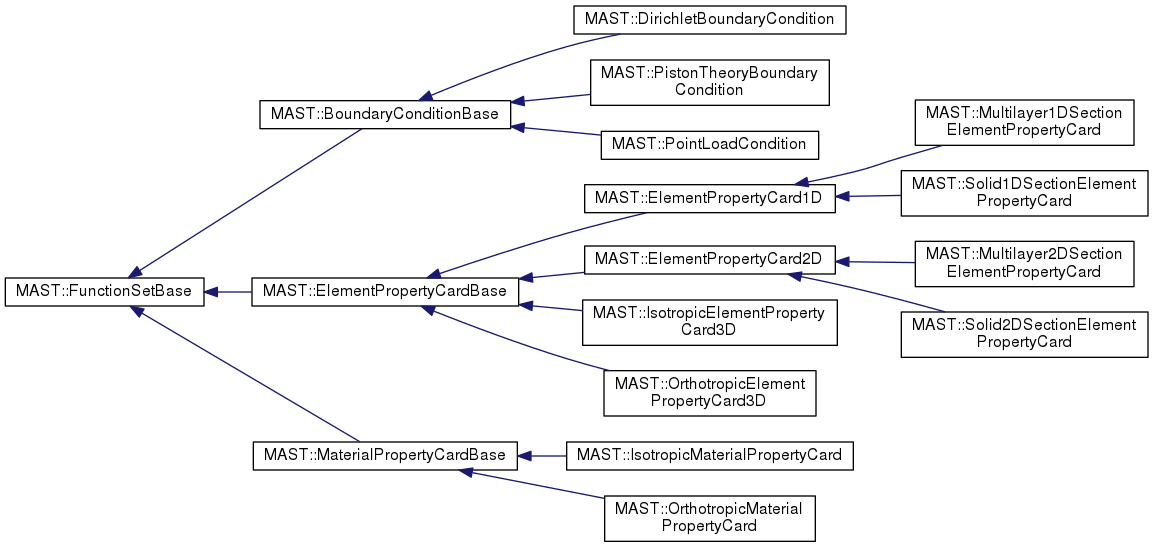 MAST::DirichletBoundaryCondition
MAST::PistonTheoryBoundary
Condition
MAST::BoundaryConditionBase
MAST::PointLoadCondition
MAST::Multilayer1DSection
ElementPropertyCard
MAST::ElementPropertyCard1D
MAST::Solid1DSectionElement
PropertyCard
MAST::FunctionSetBase
MAST::ElementPropertyCardBase
MAST::ElementPropertyCard2D
MAST::Multilayer2DSection
ElementPropertyCard
MAST::IsotropicElementProperty
Card3D
MAST::Solid2DSectionElement
PropertyCard
MAST::OrthotropicElement
PropertyCard3D
MAST::MaterialPropertyCardBase
MAST::IsotropicMaterialPropertyCard
MAST::OrthotropicMaterial
PropertyCard